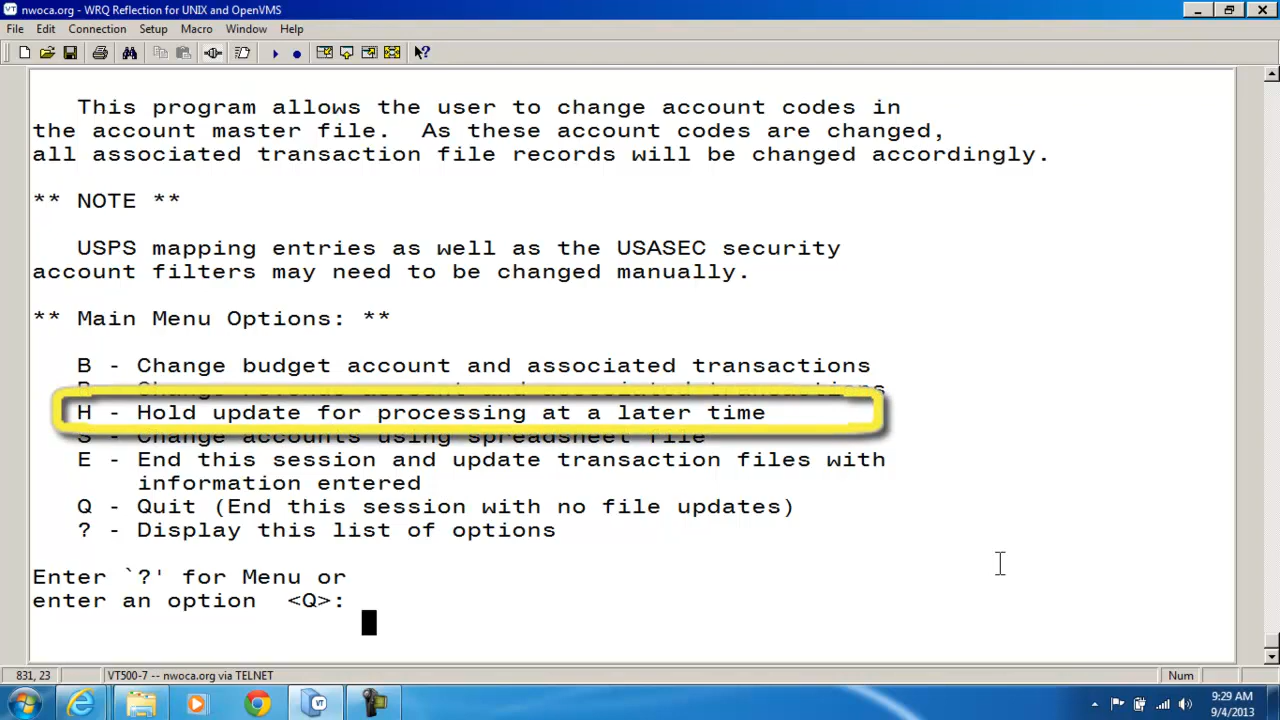 nwoca.org - WRQ Reflection for UNIX and OpenVMS
File Edit Connection Setup Macro Window Help
This program allows the user to change account codes in
the account master file. As these account codes are changed,
all associated transaction file records will be changed accordingly.
** NOTE **
USPS mapping entries as well as the USASEC security
account filters may need to be changed manually.
** Main Menu Options: **
B - Change budget account and associated transactions
R - Change revenue account and associated transactions
H - Hold update for processing at a later time
S - Change accounts using spreadsheet file
E - End this session and update transaction files with
information entered
Q - Quit (End this session with no file updates)
? - Display this list of options
Enter `?' for Menu or
enter an option <Q>:
831, 23 VT500-7 -- nwoca.org via TELNET Num
9:29 AM
9/4/2013